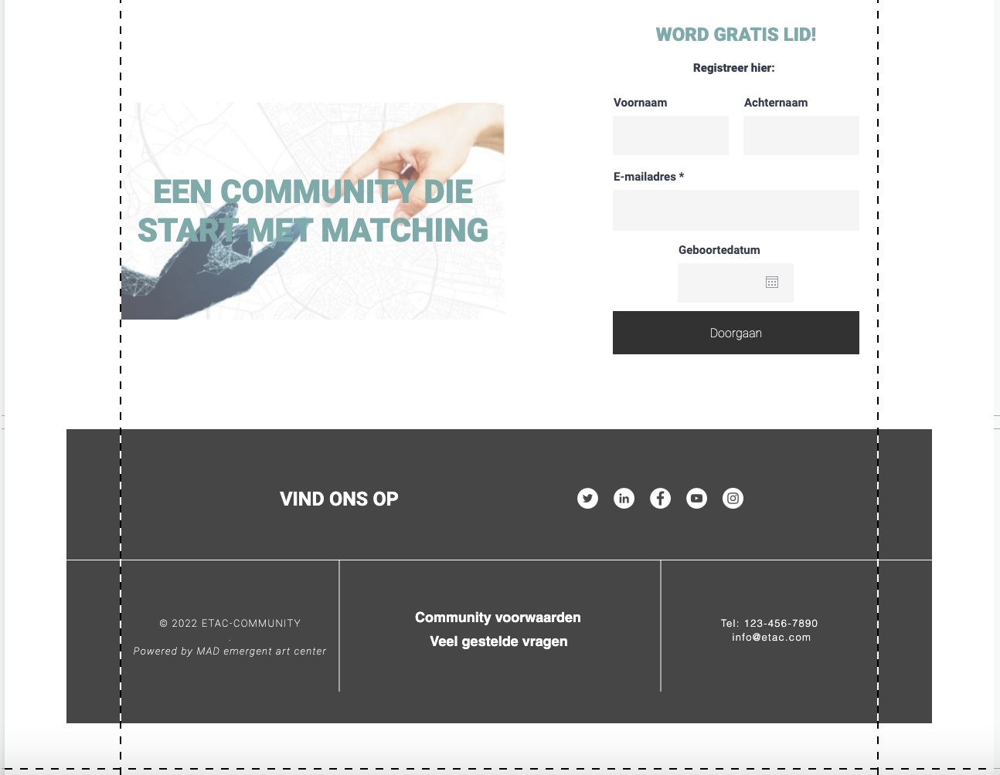 WORD GRATIS LID!
Registreer hier:
Voornaam
Achternaam
E-mailadres *
Geboortedatum
Doorgaan
EEN COMMUNITY DIE
START MET MATCHING
VIND ONS OP
© 2022 ETAC-COMMUNITY
.
Powered by MAD emergent art center
Community voorwaarden
Veel gestelde vragen
Tel: 123-456-7890
info@etac.com